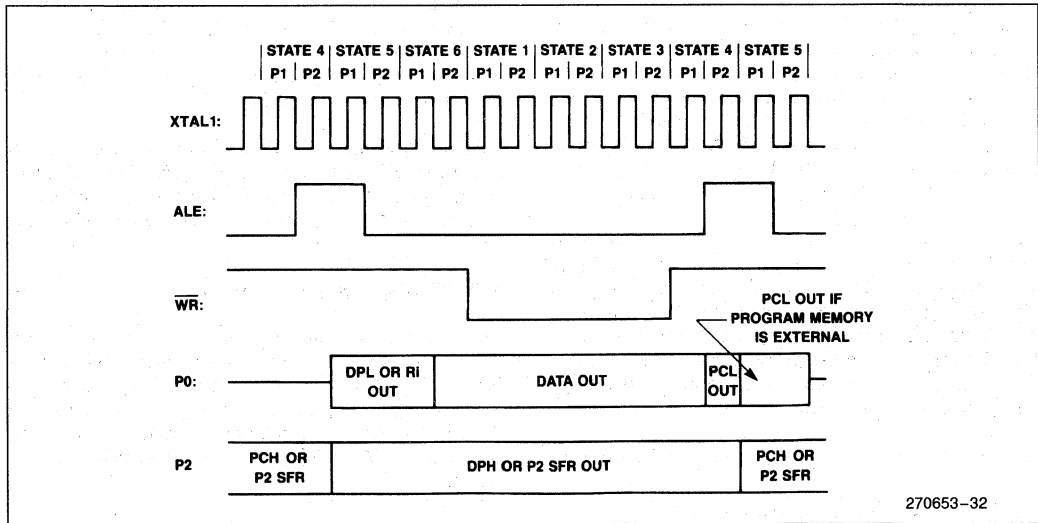 STATE 4 STATE 5 STATE 6 STATE 1 STATE 2 STATE 3 STATE 4 STATE 5
P1 P2 P1 P2 P1 P2 P1 P2 P1 P2 P1 P2 P1 P2 P1 P2
XTAL1:
ALE:
WR:
PCL OUT IF
PROGRAM MEMORY
IS EXTERNAL
P0:
DPL OR Ri
OUT
DATA OUT
PCL
OUT
P2
PCH OR
P2 SFR
DPH OR P2 SFR OUT
PCH OR
P2 SFR
270653-32